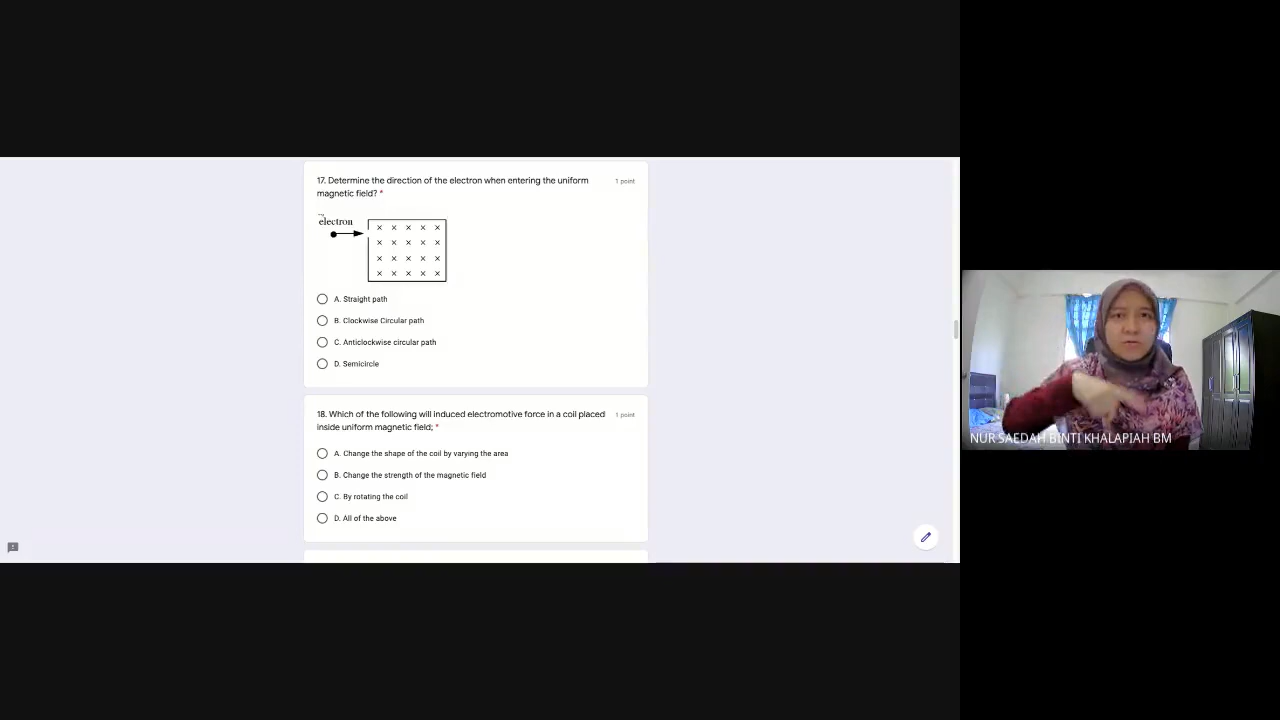 17. Determine the direction of the electron when entering the uniform 1 point
magnetic field? *
electron
A. Straight path
B. Clockwise Circular path
C. Anticlockwise circular path
D. Semicircle
18. Which of the following will induced electromotive force in a coil placed 1 point
inside uniform magnetic field; *
A. Change the shape of the coil by varying the area
B. Change the strength of the magnetic field
C. By rotating the coil
D. All of the above
NUR SAEDAH BINTI KHALAPIAH BM